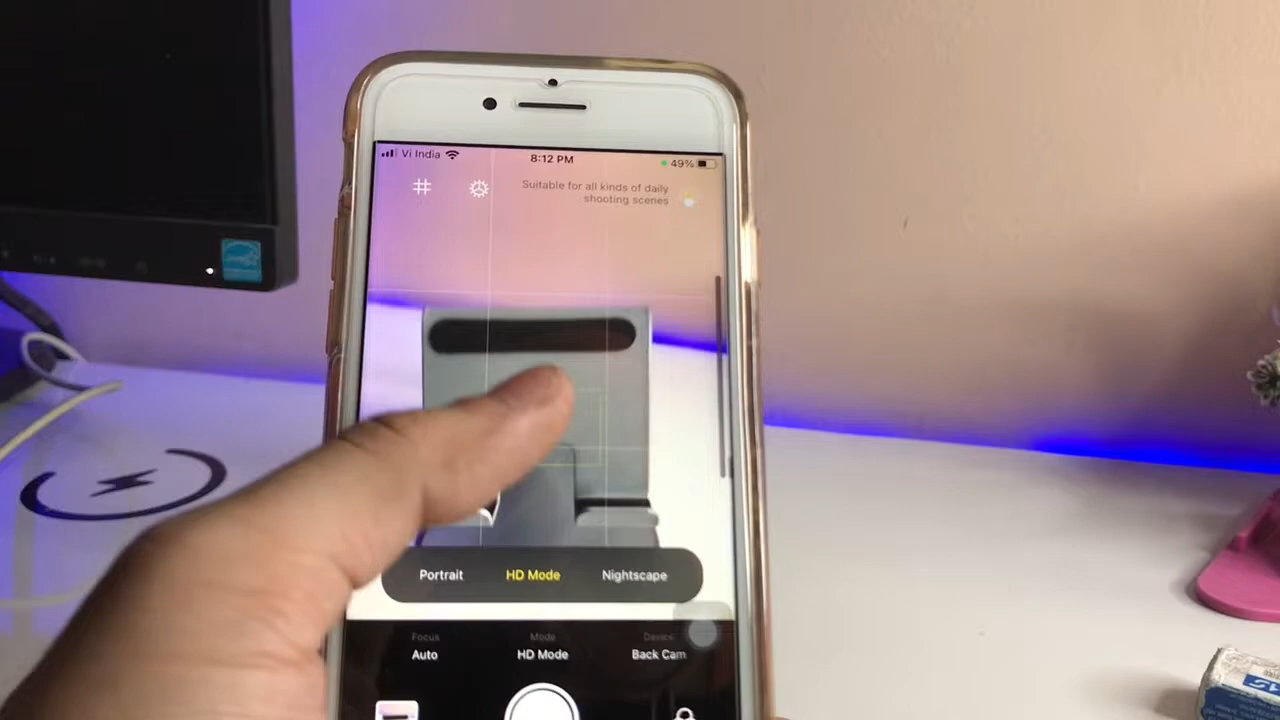 Vi India
8:12 PM
49%
Suitable for all kinds of daily
shooting scenes
Portrait
HD Mode
Nightscape
Focus
Mode
Device
Auto
HD Mode
Back Cam